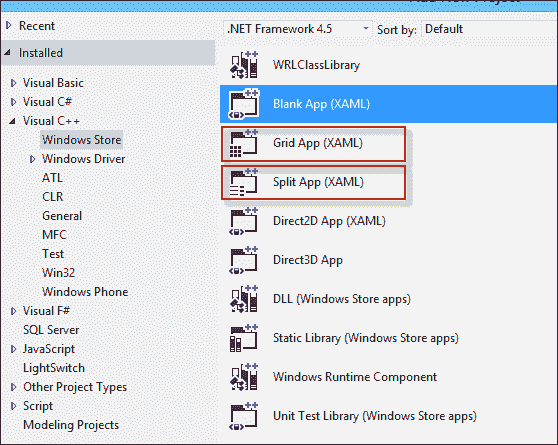 Add New Project
Recent
.NET Framework 4.5
Sort by: Default
Installed
Visual Basic
Visual C#
Visual C++
Windows Store
Windows Driver
ATL
CLR
General
MFC
Test
Win32
Windows Phone
Visual F#
SQL Server
JavaScript
LightSwitch
Other Project Types
Script
Modeling Projects
WRLClassLibrary
Blank App (XAML)
Grid App (XAML)
Split App (XAML)
Direct2D App (XAML)
Direct3D App
DLL (Windows Store apps)
Static Library (Windows Store apps)
Windows Runtime Component
Unit Test Library (Windows Store apps)